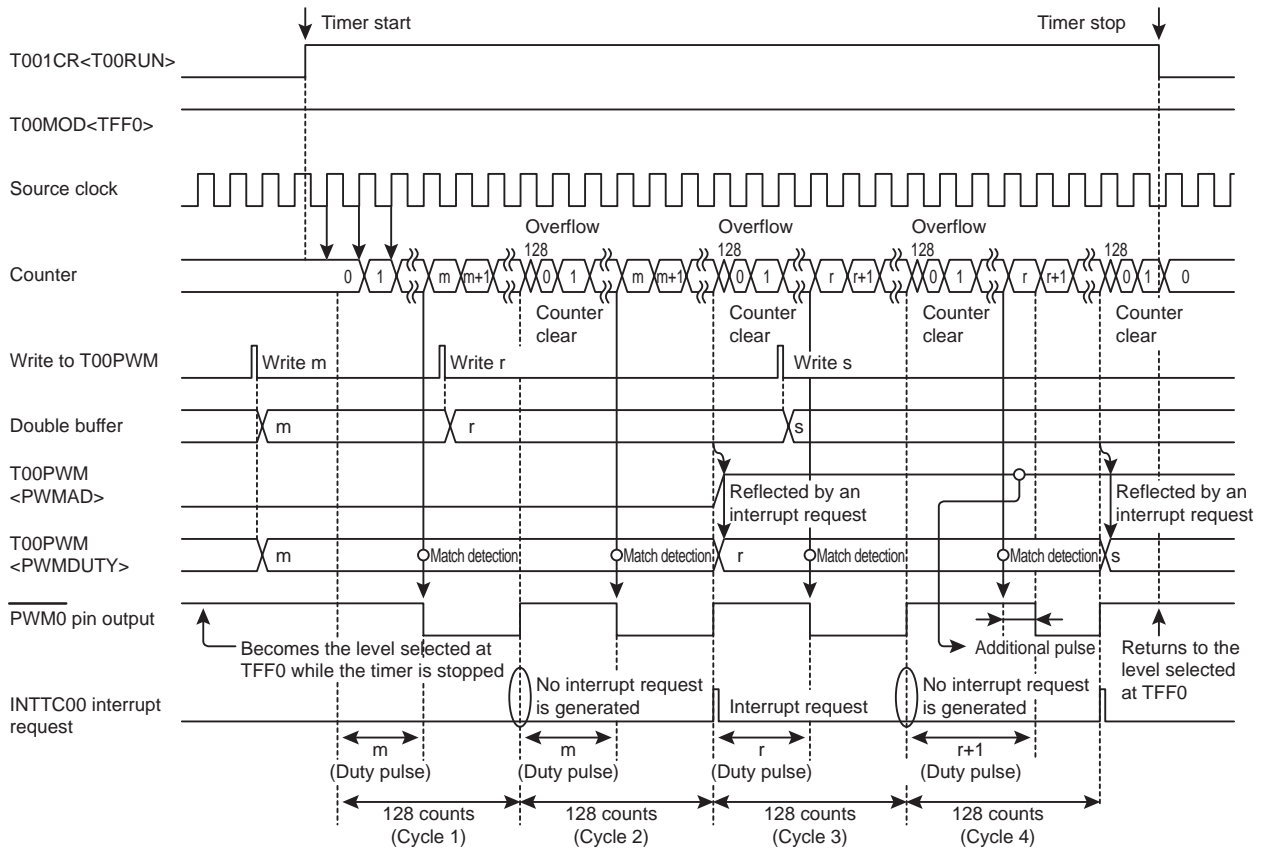 Timer start
Timer stop
T001CR<T00RUN>
T00MOD<TFF0>
Source clock
Overflow
Overflow
Overflow
128
128
128
128
Counter
0 1 m m+1 0 1 m m+1 0 1 r r+1 0 1 r r+1 0 1 0
Counter
clear
Counter
clear
Counter
clear
Counter
clear
Write to T00PWM
Write m
Write r
Write s
Double buffer
m
r
s
T00PWM
<PWMAD>
Reflected by an
interrupt request
Reflected by an
interrupt request
T00PWM
<PWMDUTY>
m
Match detection
Match detection
r
Match detection
Match detection
s
PWM0 pin output
Becomes the level selected at
TFF0 while the timer is stopped
Additional pulse
Returns to the
level selected
at TFF0
INTTC00 interrupt
request
No interrupt request
is generated
Interrupt request
No interrupt request
is generated
m
(Duty pulse)
m
(Duty pulse)
r
(Duty pulse)
r+1
(Duty pulse)
128 counts
(Cycle 1)
128 counts
(Cycle 2)
128 counts
(Cycle 3)
128 counts
(Cycle 4)